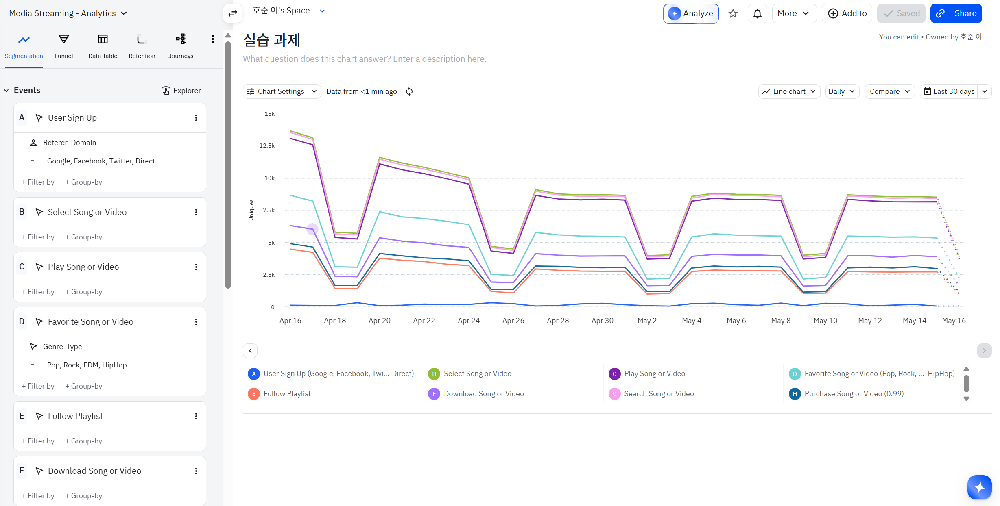 Media Streaming - Analytics
호준 이's Space
Analyze
More
Add to
Saved
Share
Segmentation
Funnel
Data Table
Retention
Journeys
실습 과제
You can edit • Owned by 호준 이
What question does this chart answer? Enter a description here.
Events
Explorer
Chart Settings
Data from <1 min ago
Line chart
Daily
Compare
Last 30 days
A
User Sign Up
Referer_Domain
= Google, Facebook, Twitter, Direct
+ Filter by + Group-by
B
Select Song or Video
+ Filter by + Group-by
C
Play Song or Video
+ Filter by + Group-by
D
Favorite Song or Video
Genre_Type
= Pop, Rock, EDM, HipHop
+ Filter by + Group-by
E
Follow Playlist
+ Filter by + Group-by
F
Download Song or Video
+ Filter by + Group-by
Uniques
15k
12.5k
10k
7.5k
5k
2.5k
0
Apr 16 Apr 18 Apr 20 Apr 22 Apr 24 Apr 26 Apr 28 Apr 30 May 2 May 4 May 6 May 8 May 10 May 12 May 14 May 16
A User Sign Up (Google, Facebook, Twi... Direct)
B Select Song or Video
C Play Song or Video
D Favorite Song or Video (Pop, Rock, ... HipHop)
E Follow Playlist
F Download Song or Video
G Search Song or Video
H Purchase Song or Video (0.99)